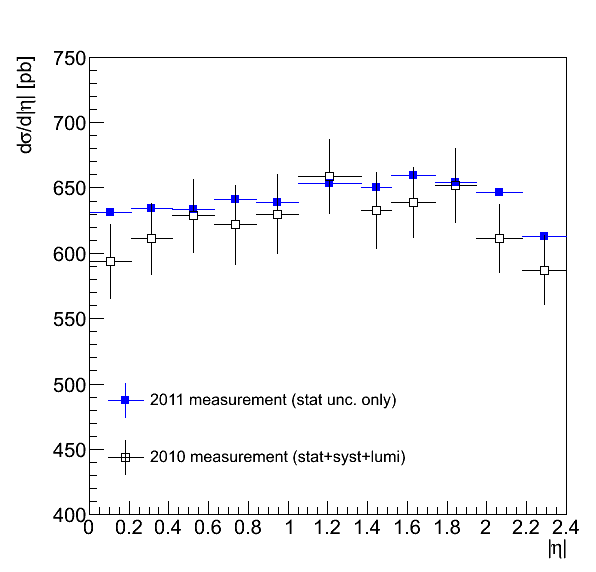 dσ/d|η| [pb]
750
700
650
600
550
500
450
400
2011 measurement (stat unc. only)
2010 measurement (stat+syst+lumi)
0 0.2 0.4 0.6 0.8 1 1.2 1.4 1.6 1.8 2 2.2 2.4
|η|